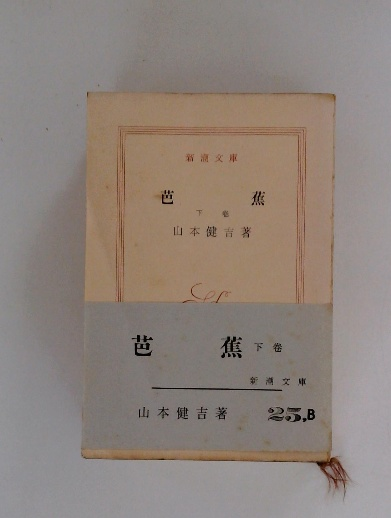 新潮文庫
芭蕉
下巻
山本健吉著
芭蕉 下巻
新潮文庫
山本健吉著 25,B